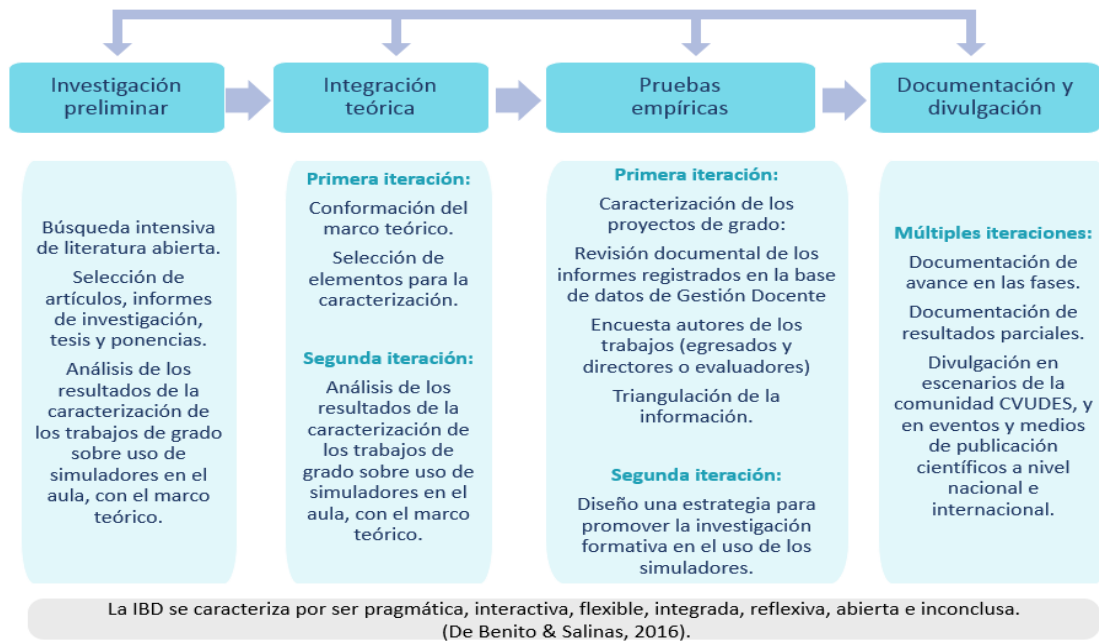 Investigación
preliminar
Integración
teórica
Pruebas
empíricas
Documentación y
divulgación
Búsqueda intensiva
de literatura abierta.
Selección de
artículos, informes
de investigación,
tesis y ponencias.
Análisis de los
resultados de la
caracterización de
los trabajos de grado
sobre uso de
simuladores en el
aula, con el marco
teórico.
Primera iteración:
Conformación del
marco teórico.
Selección de
elementos para la
caracterización.
Segunda iteración:
Análisis de los
resultados de la
caracterización de
los trabajos de
grado sobre uso de
simuladores en el
aula, con el marco
teórico.
Primera iteración:
Caracterización de los
proyectos de grado:
Revisión documental de los
informes registrados en la base
de datos de Gestión Docente
Encuesta autores de los
trabajos (egresados y
directores o evaluadores)
Triangulación de la
información.
Segunda iteración:
Diseño una estrategia para
promover la investigación
formativa en el uso de los
simuladores.
Múltiples iteraciones:
Documentación de
avance en las fases.
Documentación de
resultados parciales.
Divulgación en
escenarios de la
comunidad CVUDES, y
en eventos y medios
de publicación
científicos a nivel
nacional e
internacional.
La IBD se caracteriza por ser pragmática, interactiva, flexible, integrada, reflexiva, abierta e inconclusa.
(De Benito & Salinas, 2016).